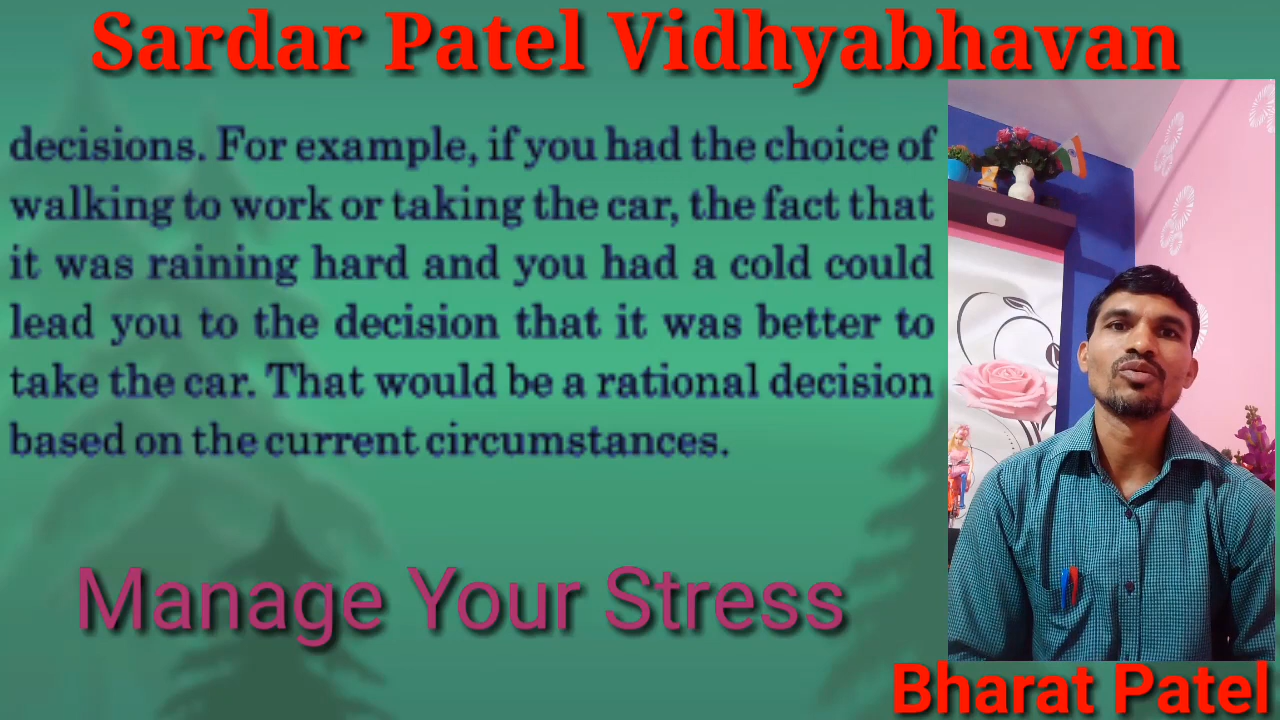 Sardar Patel Vidhyabhavan
decisions. For example, if you had the choice of
walking to work or taking the car, the fact that
it was raining hard and you had a cold could
lead you to the decision that it was better to
take the car. That would be a rational decision
based on the current circumstances.
Manage Your Stress
Bharat Patel